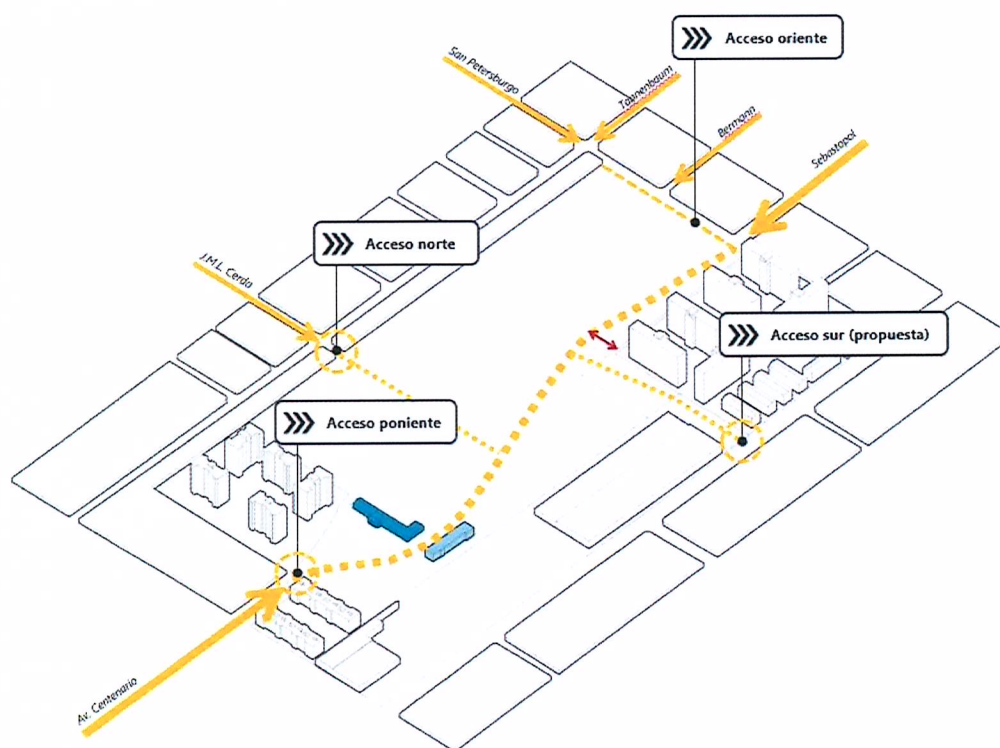 Acceso oriente
San Petersburgo
Tannenbaum
Bermann
Sebastopol
Acceso norte
J.M.L. Cerda
Acceso sur (propuesta)
Acceso poniente
Av. Centenario